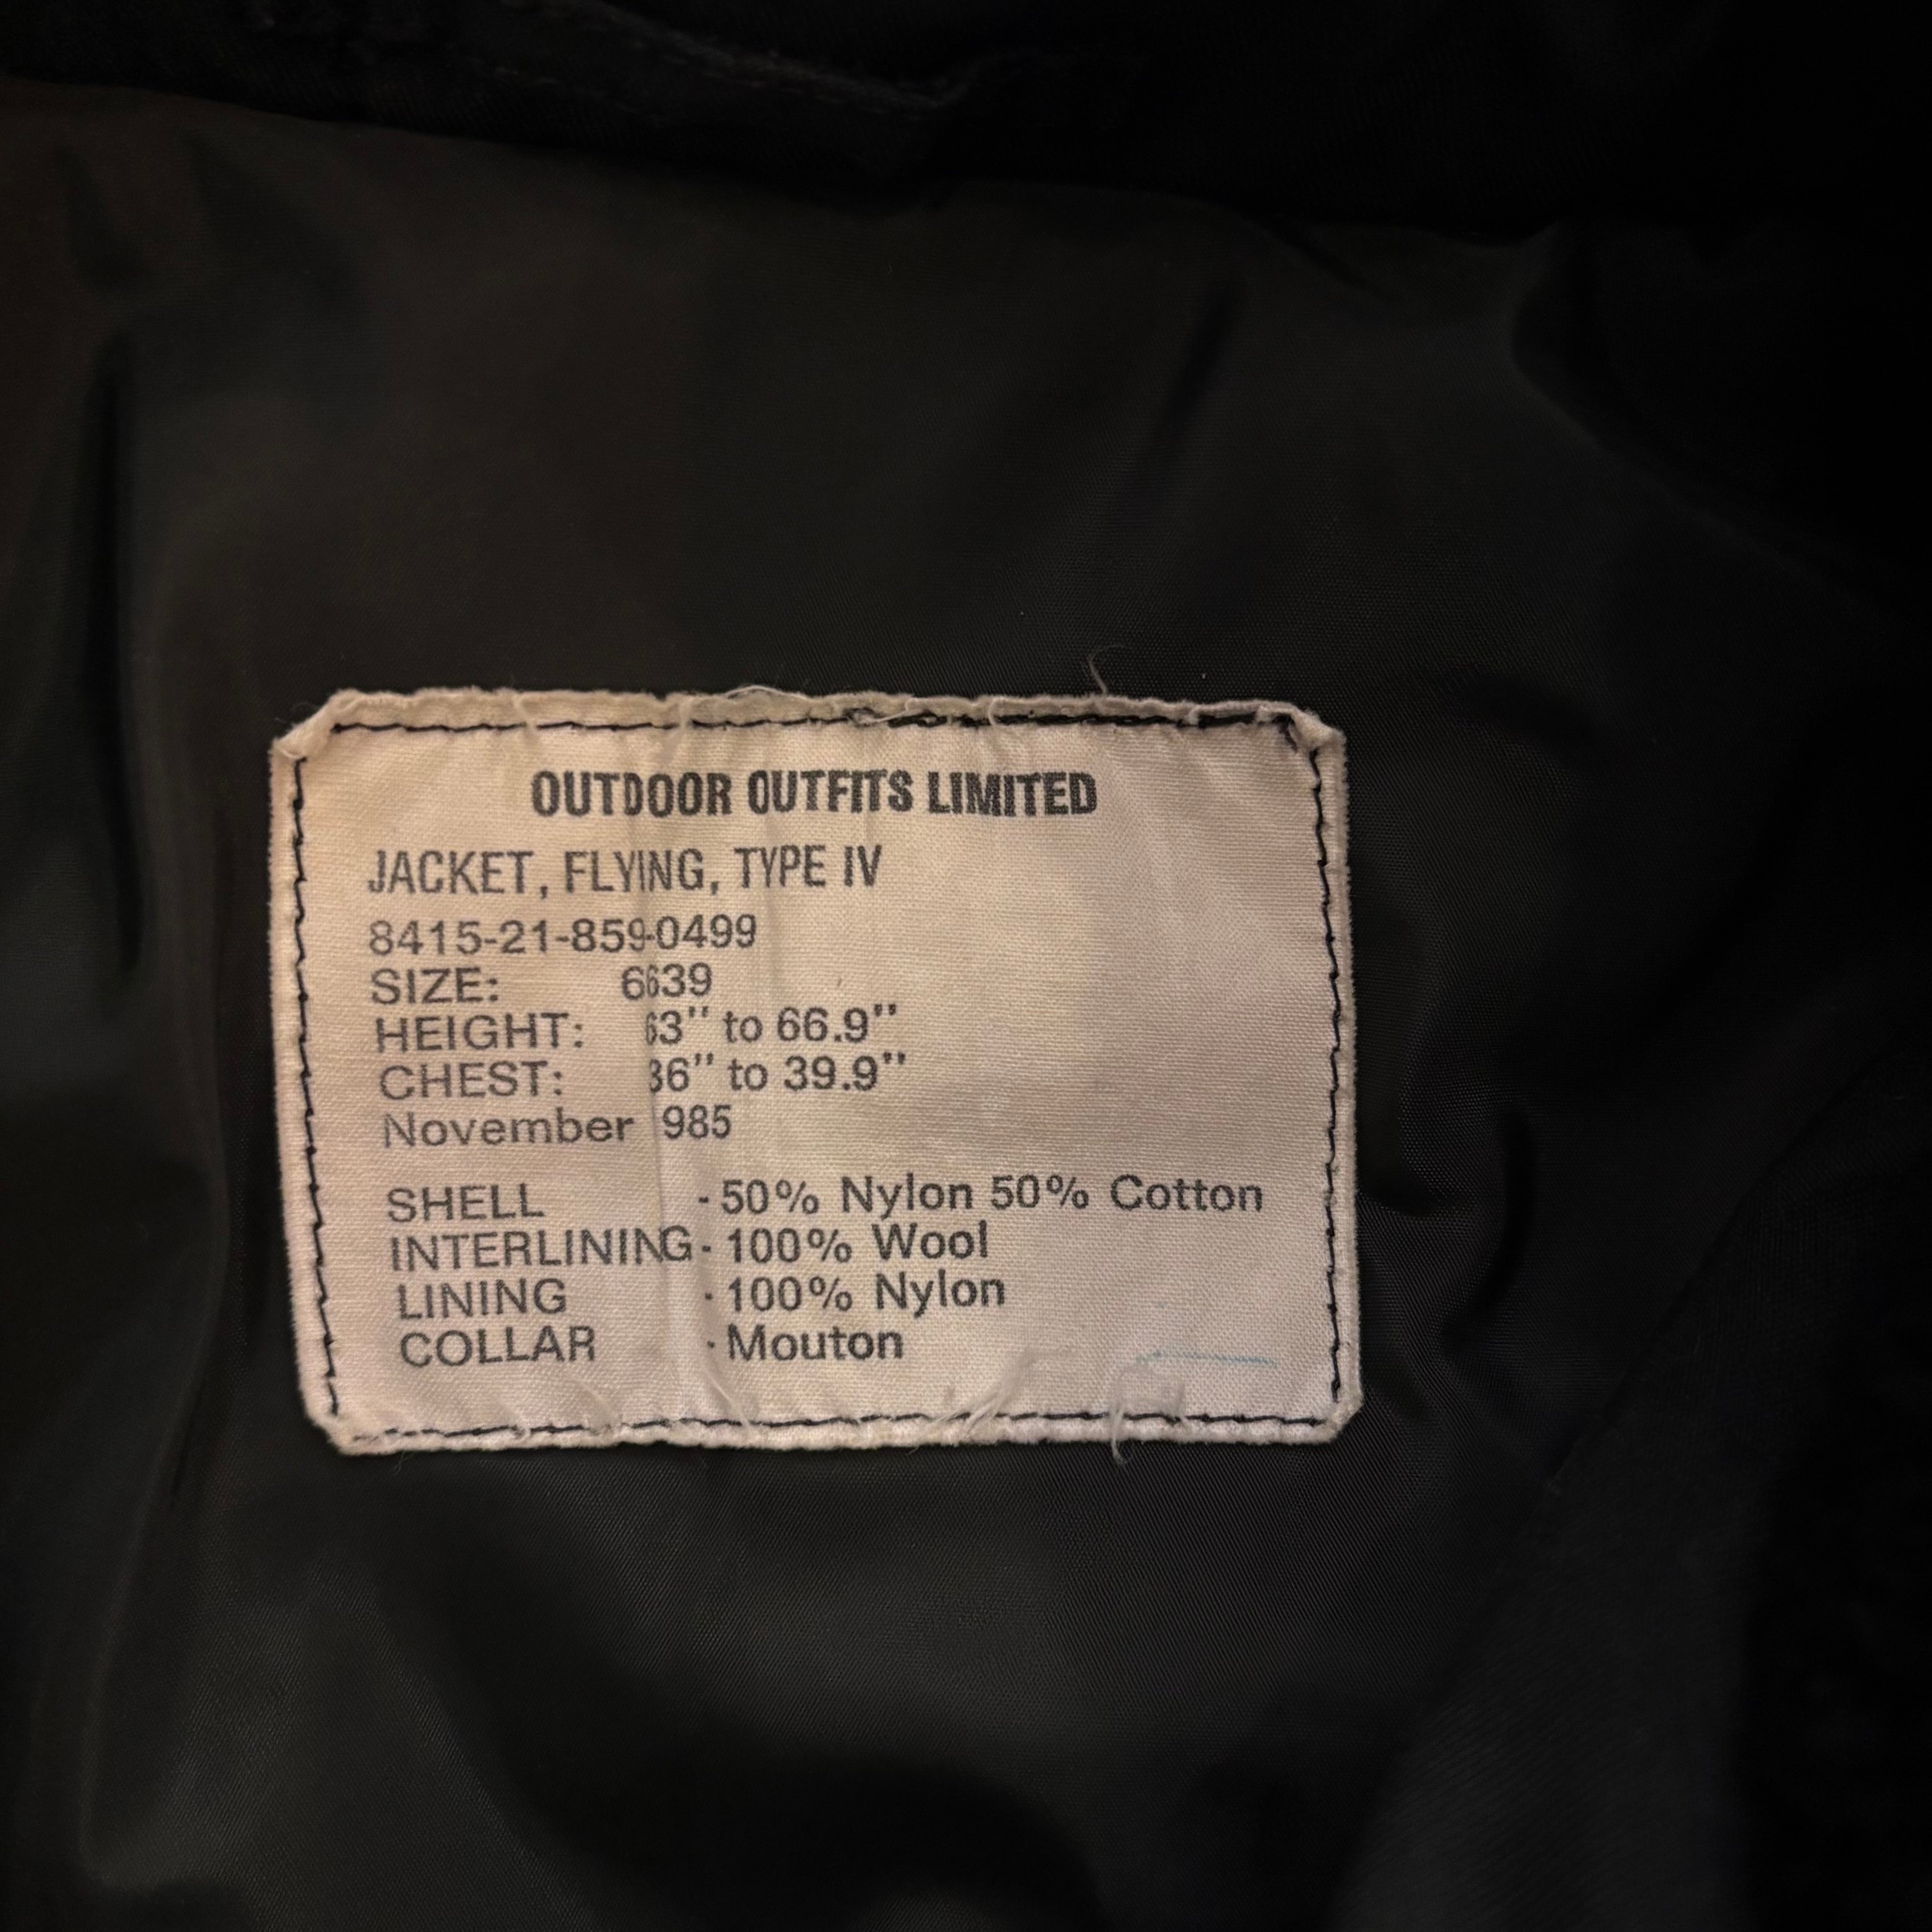 OUTDOOR OUTFITS LIMITED
JACKET, FLYING, TYPE IV
8415-21-859-0499
SIZE: 6639
HEIGHT: 63" to 66.9"
CHEST: 36" to 39.9"
November 985
SHELL - 50% Nylon 50% Cotton
INTERLINING - 100% Wool
LINING - 100% Nylon
COLLAR - Mouton